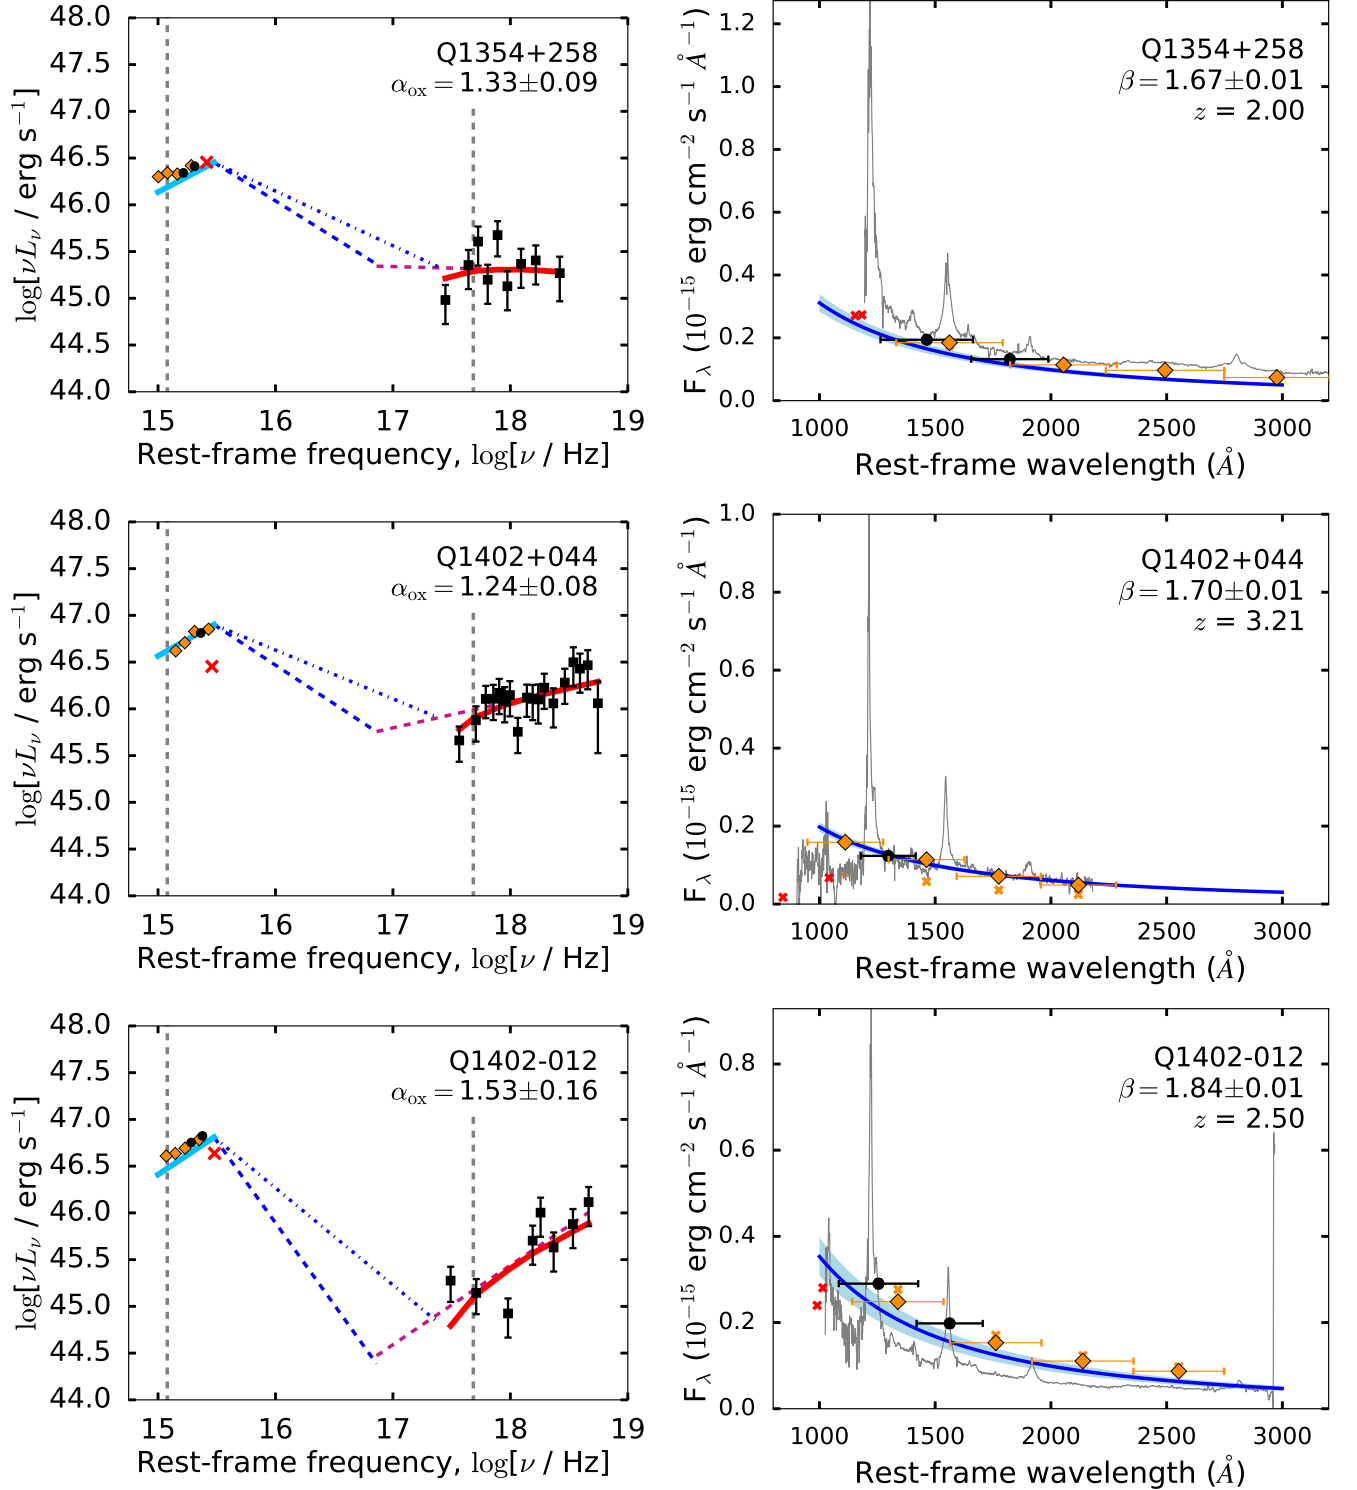 48.0
47.5
47.0
46.5
46.0
45.5
45.0
44.5
44.0
log[νLν / erg s⁻¹]
Q1354+258
αox = 1.33±0.09
15 16 17 18 19
Rest-frame frequency, log[ν / Hz]
1.2
1.0
0.8
0.6
0.4
0.2
0.0
Fλ (10⁻¹⁵ erg cm⁻² s⁻¹ Å⁻¹)
Q1354+258
β = 1.67±0.01
z = 2.00
1000 1500 2000 2500 3000
Rest-frame wavelength (Å)
48.0
47.5
47.0
46.5
46.0
45.5
45.0
44.5
44.0
log[νLν / erg s⁻¹]
Q1402+044
αox = 1.24±0.08
15 16 17 18 19
Rest-frame frequency, log[ν / Hz]
1.0
0.8
0.6
0.4
0.2
0.0
Fλ (10⁻¹⁵ erg cm⁻² s⁻¹ Å⁻¹)
Q1402+044
β = 1.70±0.01
z = 3.21
1000 1500 2000 2500 3000
Rest-frame wavelength (Å)
48.0
47.5
47.0
46.5
46.0
45.5
45.0
44.5
44.0
log[νLν / erg s⁻¹]
Q1402-012
αox = 1.53±0.16
15 16 17 18 19
Rest-frame frequency, log[ν / Hz]
0.8
0.6
0.4
0.2
0.0
Fλ (10⁻¹⁵ erg cm⁻² s⁻¹ Å⁻¹)
Q1402-012
β = 1.84±0.01
z = 2.50
1000 1500 2000 2500 3000
Rest-frame wavelength (Å)